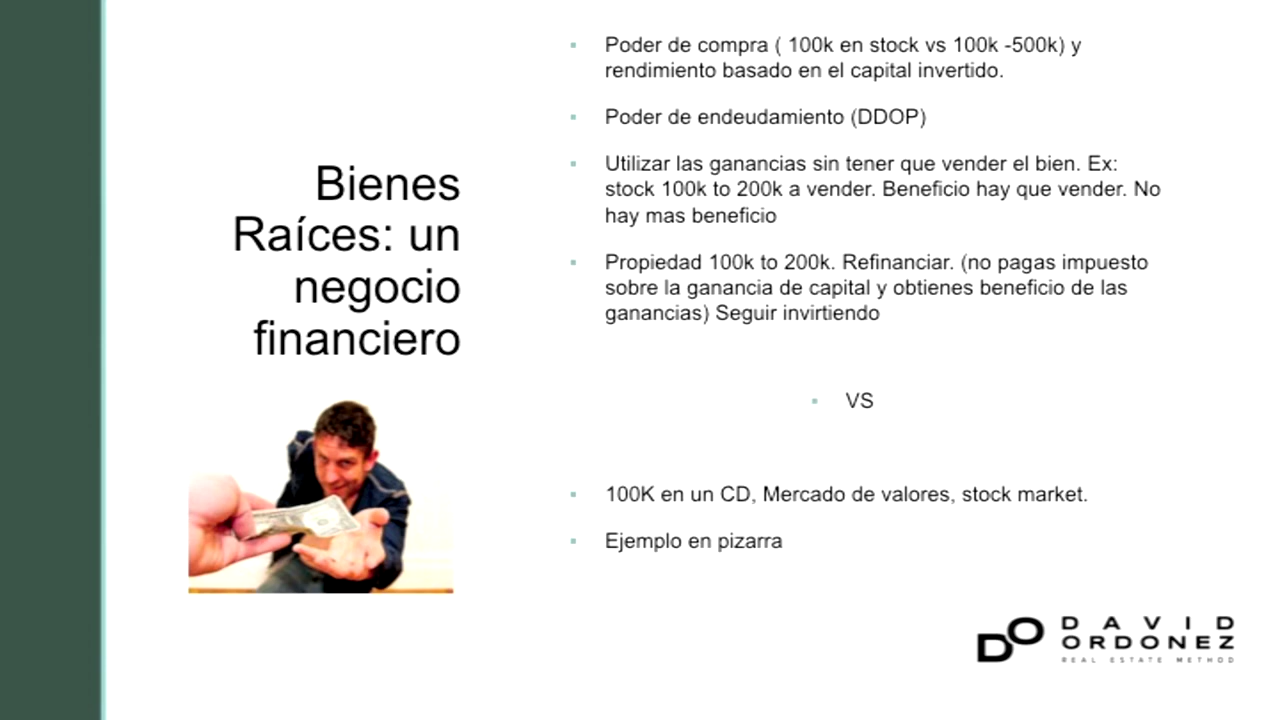 Bienes
Raíces: un
negocio
financiero
Poder de compra ( 100k en stock vs 100k -500k) y
rendimiento basado en el capital invertido.
Poder de endeudamiento (DDOP)
Utilizar las ganancias sin tener que vender el bien. Ex:
stock 100k to 200k a vender. Beneficio hay que vender. No
hay mas beneficio
Propiedad 100k to 200k. Refinanciar. (no pagas impuesto
sobre la ganancia de capital y obtienes beneficio de las
ganancias) Seguir invirtiendo
VS
100K en un CD, Mercado de valores, stock market.
Ejemplo en pizarra
DO
DAVID
ORDONEZ
REAL ESTATE METHOD